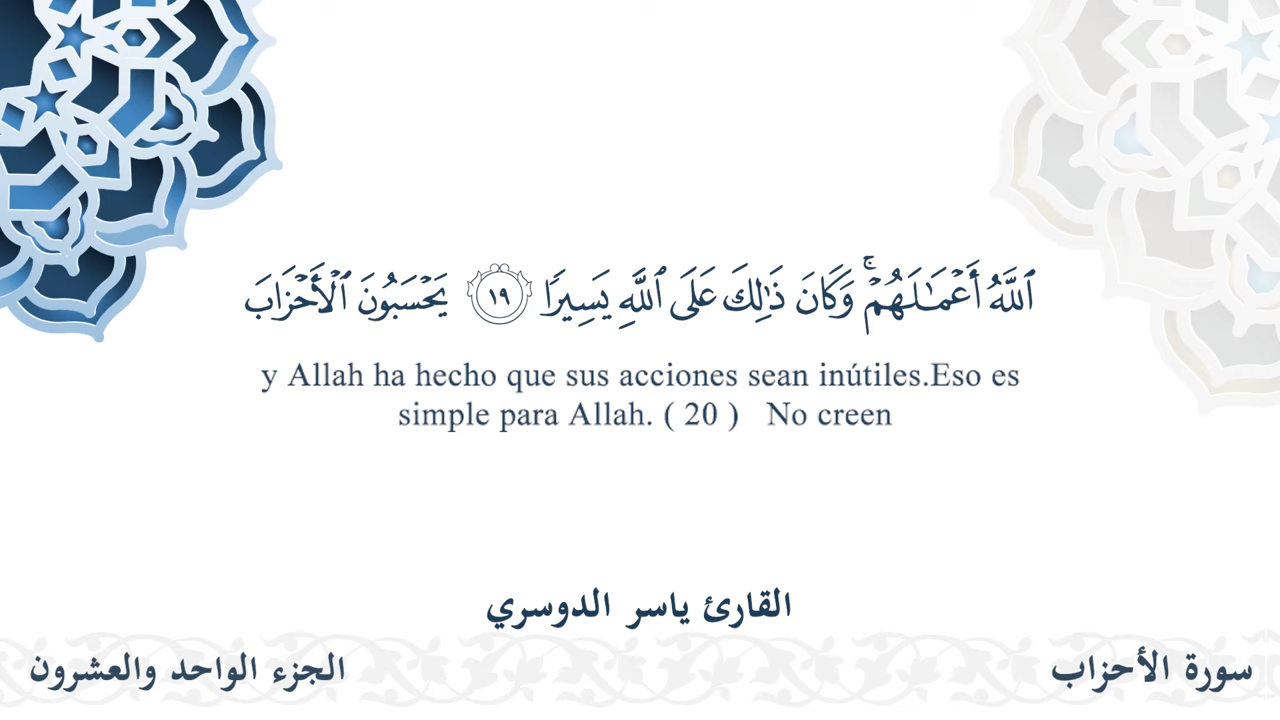 ٱللَّهُ أَعْمَـٰلَهُمْ ۚ وَكَانَ ذَٰلِكَ عَلَى ٱللَّهِ يَسِيرًا ١٩ يَحْسَبُونَ ٱلْأَحْزَابَ
y Allah ha hecho que sus acciones sean inútiles.Eso es
simple para Allah. ( 20 ) No creen
القارئ ياسر الدوسري
سورة الأحزاب
الجزء الواحد والعشرون